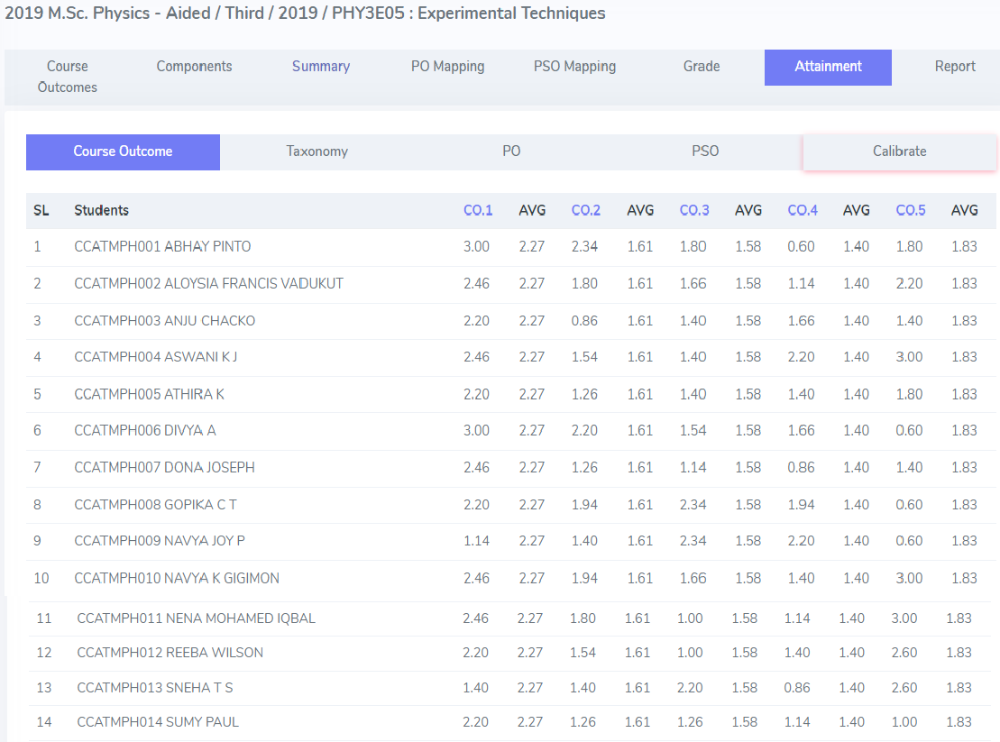 2019 M.Sc. Physics - Aided / Third / 2019 / PHY3E05 : Experimental Techniques
Course Outcomes Components Summary PO Mapping PSO Mapping Grade Attainment Report
Course Outcome Taxonomy PO PSO Calibrate
SL Students CO.1 AVG CO.2 AVG CO.3 AVG CO.4 AVG CO.5 AVG
1 CCATMPH001 ABHAY PINTO 3.00 2.27 2.34 1.61 1.80 1.58 0.60 1.40 1.80 1.83
2 CCATMPH002 ALOYSIA FRANCIS VADUKUT 2.46 2.27 1.80 1.61 1.66 1.58 1.14 1.40 2.20 1.83
3 CCATMPH003 ANJU CHACKO 2.20 2.27 0.86 1.61 1.40 1.58 1.66 1.40 1.40 1.83
4 CCATMPH004 ASWANI K J 2.46 2.27 1.54 1.61 1.40 1.58 2.20 1.40 3.00 1.83
5 CCATMPH005 ATHIRA K 2.20 2.27 1.26 1.61 1.40 1.58 1.40 1.40 1.80 1.83
6 CCATMPH006 DIVYA A 3.00 2.27 2.20 1.61 1.54 1.58 1.66 1.40 0.60 1.83
7 CCATMPH007 DONA JOSEPH 2.46 2.27 1.26 1.61 1.14 1.58 0.86 1.40 1.40 1.83
8 CCATMPH008 GOPIKA C T 2.20 2.27 1.94 1.61 2.34 1.58 1.94 1.40 0.60 1.83
9 CCATMPH009 NAVYA JOY P 1.14 2.27 1.40 1.61 2.34 1.58 2.20 1.40 0.60 1.83
10 CCATMPH010 NAVYA K GIGIMON 2.46 2.27 1.94 1.61 1.66 1.58 1.40 1.40 3.00 1.83
11 CCATMPH011 NENA MOHAMED IQBAL 2.46 2.27 1.80 1.61 1.00 1.58 1.14 1.40 3.00 1.83
12 CCATMPH012 REEBA WILSON 2.20 2.27 1.54 1.61 1.00 1.58 1.40 1.40 2.60 1.83
13 CCATMPH013 SNEHA T S 1.40 2.27 1.40 1.61 2.20 1.58 0.86 1.40 2.60 1.83
14 CCATMPH014 SUMY PAUL 2.20 2.27 1.26 1.61 1.26 1.58 1.14 1.40 1.00 1.83